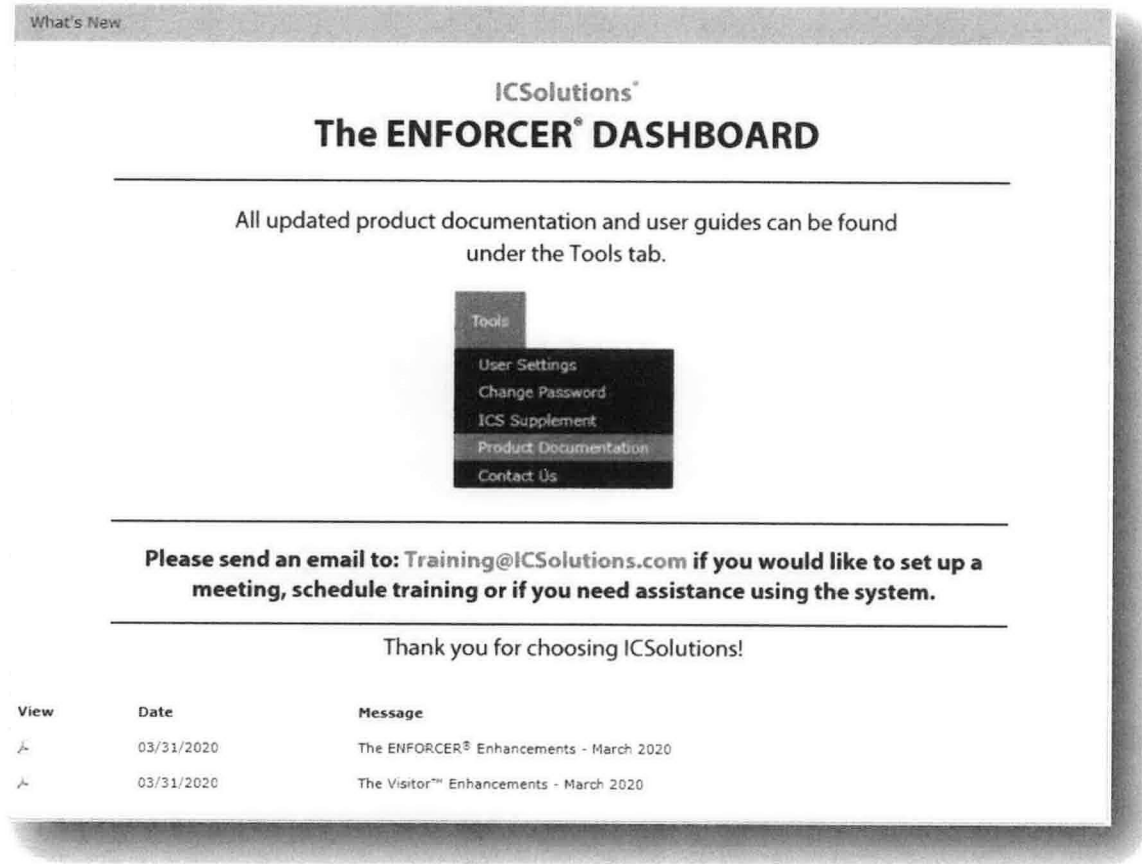 What's New
ICSolutions®
The ENFORCER® DASHBOARD
All updated product documentation and user guides can be found
under the Tools tab.
Tools
User Settings
Change Password
ICS Supplement
Product Documentation
Contact Us
Please send an email to: Training@ICSolutions.com if you would like to set up a
meeting, schedule training or if you need assistance using the system.
Thank you for choosing ICSolutions!
View Date Message
03/31/2020 The ENFORCER® Enhancements - March 2020
03/31/2020 The Visitor™ Enhancements - March 2020